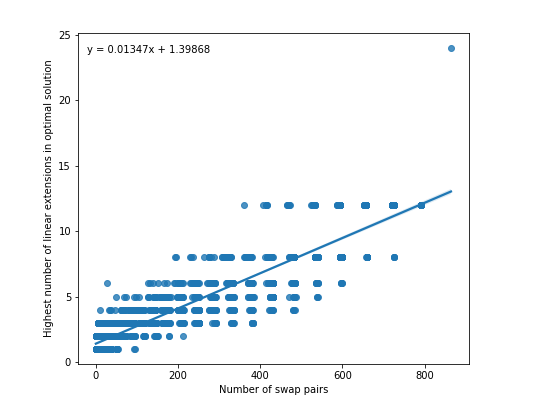 y = 0.01347x + 1.39868
Highest number of linear extensions in optimal solution
25
20
15
10
5
0
0 200 400 600 800
Number of swap pairs